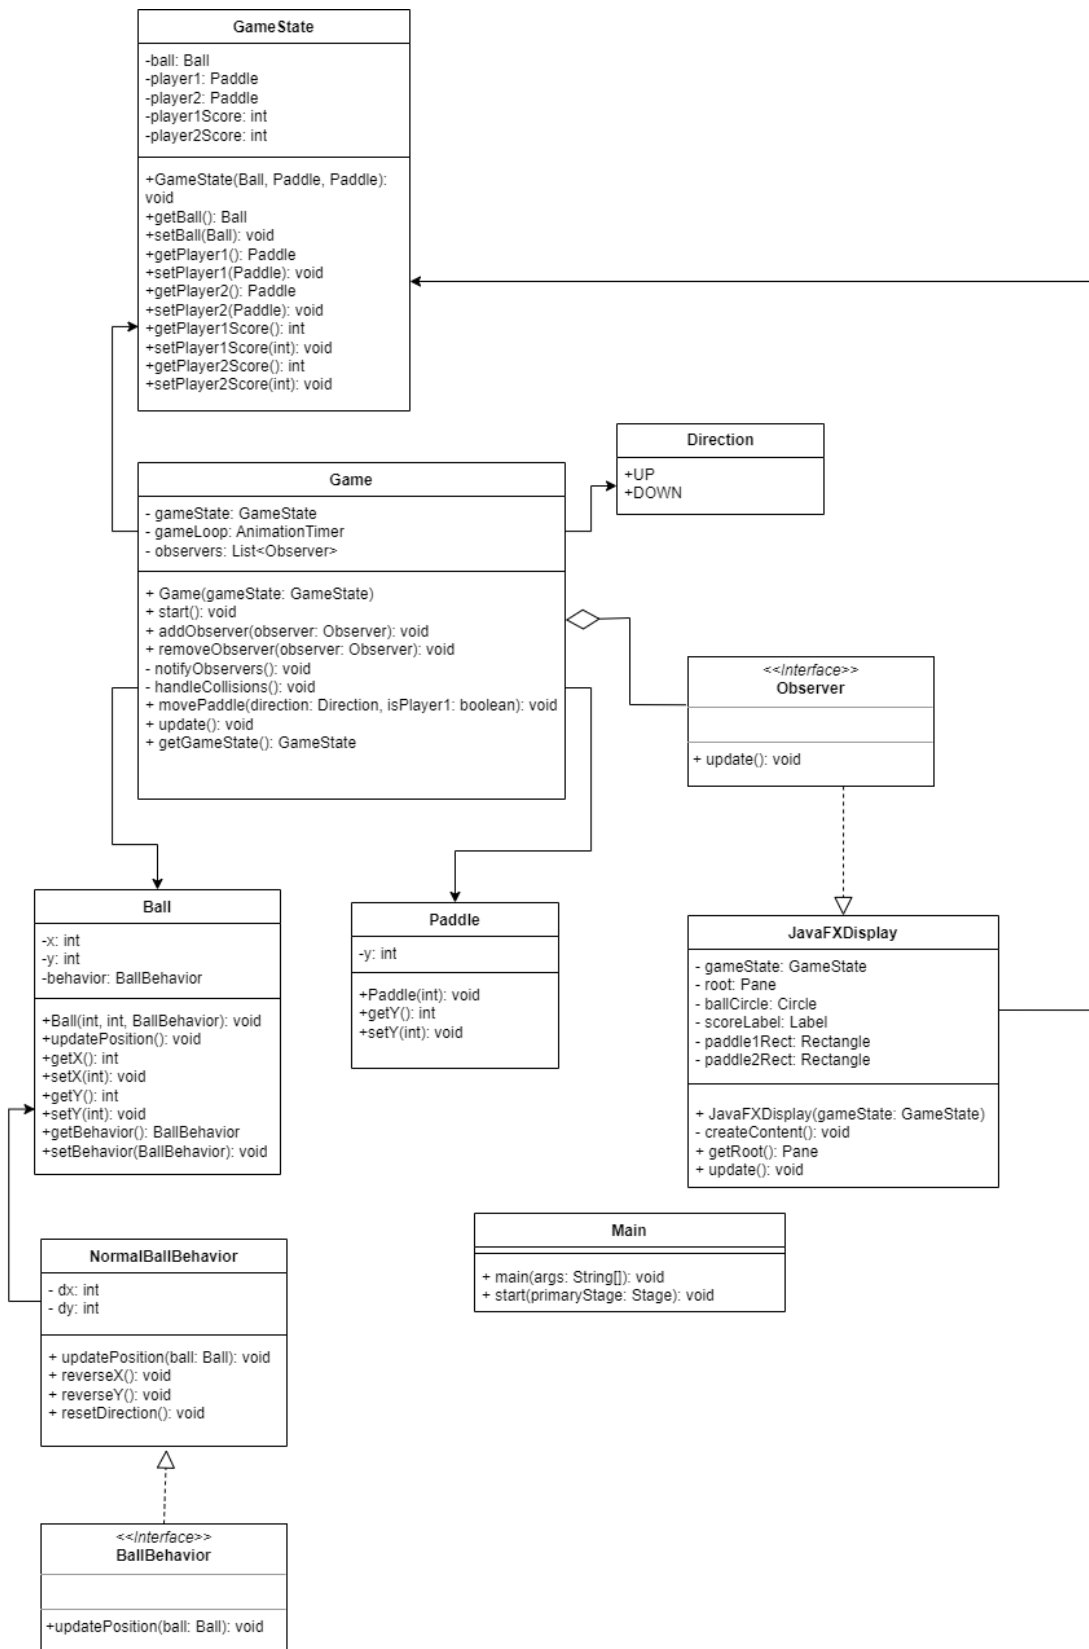 GameState
-ball: Ball
-player1: Paddle
-player2: Paddle
-player1Score: int
-player2Score: int
+GameState(Ball, Paddle, Paddle):
void
+getBall(): Ball
+setBall(Ball): void
+getPlayer1(): Paddle
+setPlayer1(Paddle): void
+getPlayer2(): Paddle
+setPlayer2(Paddle): void
+getPlayer1Score(): int
+setPlayer1Score(int): void
+getPlayer2Score(): int
+setPlayer2Score(int): void
Direction
+UP
+DOWN
Game
- gameState: GameState
- gameLoop: AnimationTimer
- observers: List<Observer>
+ Game(gameState: GameState)
+ start(): void
+ addObserver(observer: Observer): void
+ removeObserver(observer: Observer): void
- notifyObservers(): void
- handleCollisions(): void
+ movePaddle(direction: Direction, isPlayer1: boolean): void
+ update(): void
+ getGameState(): GameState
<<Interface>>
Observer
+ update(): void
Ball
-x: int
-y: int
-behavior: BallBehavior
+Ball(int, int, BallBehavior): void
+updatePosition(): void
+getX(): int
+setX(int): void
+getY(): int
+setY(int): void
+getBehavior(): BallBehavior
+setBehavior(BallBehavior): void
Paddle
-y: int
+Paddle(int): void
+getY(): int
+setY(int): void
JavaFXDisplay
- gameState: GameState
- root: Pane
- ballCircle: Circle
- scoreLabel: Label
- paddle1Rect: Rectangle
- paddle2Rect: Rectangle
+ JavaFXDisplay(gameState: GameState)
- createContent(): void
+ getRoot(): Pane
+ update(): void
Main
+ main(args: String[]): void
+ start(primaryStage: Stage): void
NormalBallBehavior
- dx: int
- dy: int
+ updatePosition(ball: Ball): void
+ reverseX(): void
+ reverseY(): void
+ resetDirection(): void
<<Interface>>
BallBehavior
+updatePosition(ball: Ball): void